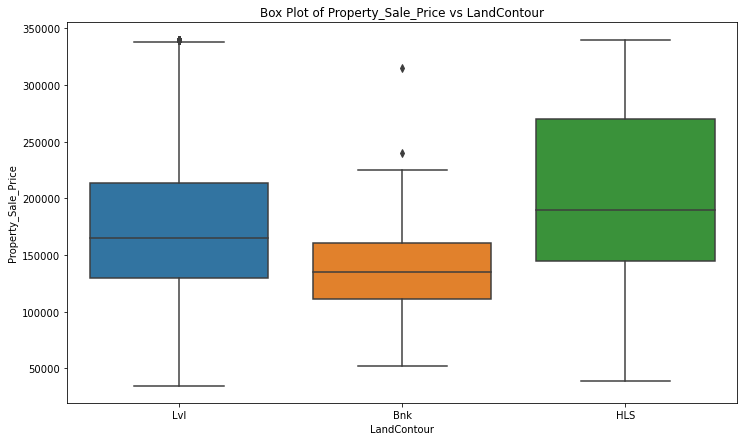 Box Plot of Property_Sale_Price vs LandContour
350000
300000
250000
200000
150000
100000
50000
Property_Sale_Price
Lvl
Bnk
HLS
LandContour